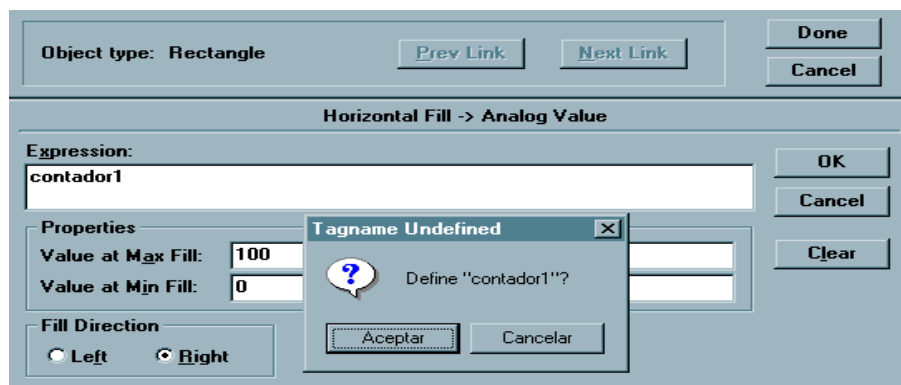 Object type: Rectangle
Prev Link
Next Link
Done
Cancel
Horizontal Fill -> Analog Value
Expression:
contador1
OK
Cancel
Clear
Properties
Value at Max Fill: 100
Value at Min Fill: 0
Tagname Undefined
Define "contador1"?
Aceptar
Cancelar
Fill Direction
Left
Right